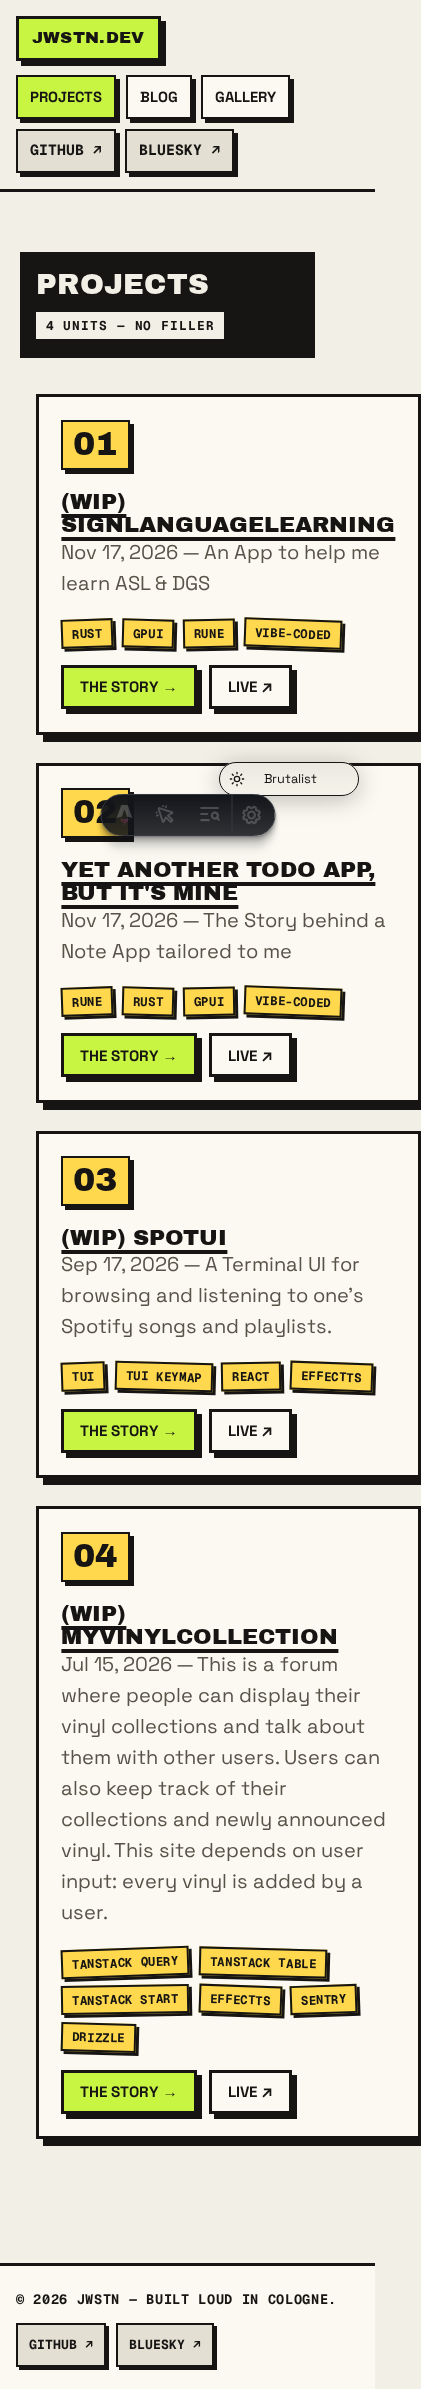 JWSTN.DEV
PROJECTS BLOG GALLERY
GITHUB ↗ BLUESKY ↗
PROJECTS
4 UNITS — NO FILLER
01
(WIP)
SIGNLANGUAGELEARNING
Nov 17, 2026 — An App to help me
learn ASL & DGS
RUST GPUI RUNE VIBE-CODED
THE STORY → LIVE ↗
Brutalist
02
YET ANOTHER TODO APP,
BUT IT'S MINE
Nov 17, 2026 — The Story behind a
Note App tailored to me
RUNE RUST GPUI VIBE-CODED
THE STORY → LIVE ↗
03
(WIP) SPOTUI
Sep 17, 2026 — A Terminal UI for
browsing and listening to one's
Spotify songs and playlists.
TUI TUI KEYMAP REACT EFFECTTS
THE STORY → LIVE ↗
04
(WIP)
MYVINYLCOLLECTION
Jul 15, 2026 — This is a forum
where people can display their
vinyl collections and talk about
them with other users. Users can
also keep track of their
collections and newly announced
vinyl. This site depends on user
input: every vinyl is added by a
user.
TANSTACK QUERY TANSTACK TABLE
TANSTACK START EFFECTTS SENTRY
DRIZZLE
THE STORY → LIVE ↗
© 2026 JWSTN — BUILT LOUD IN COLOGNE.
GITHUB ↗ BLUESKY ↗